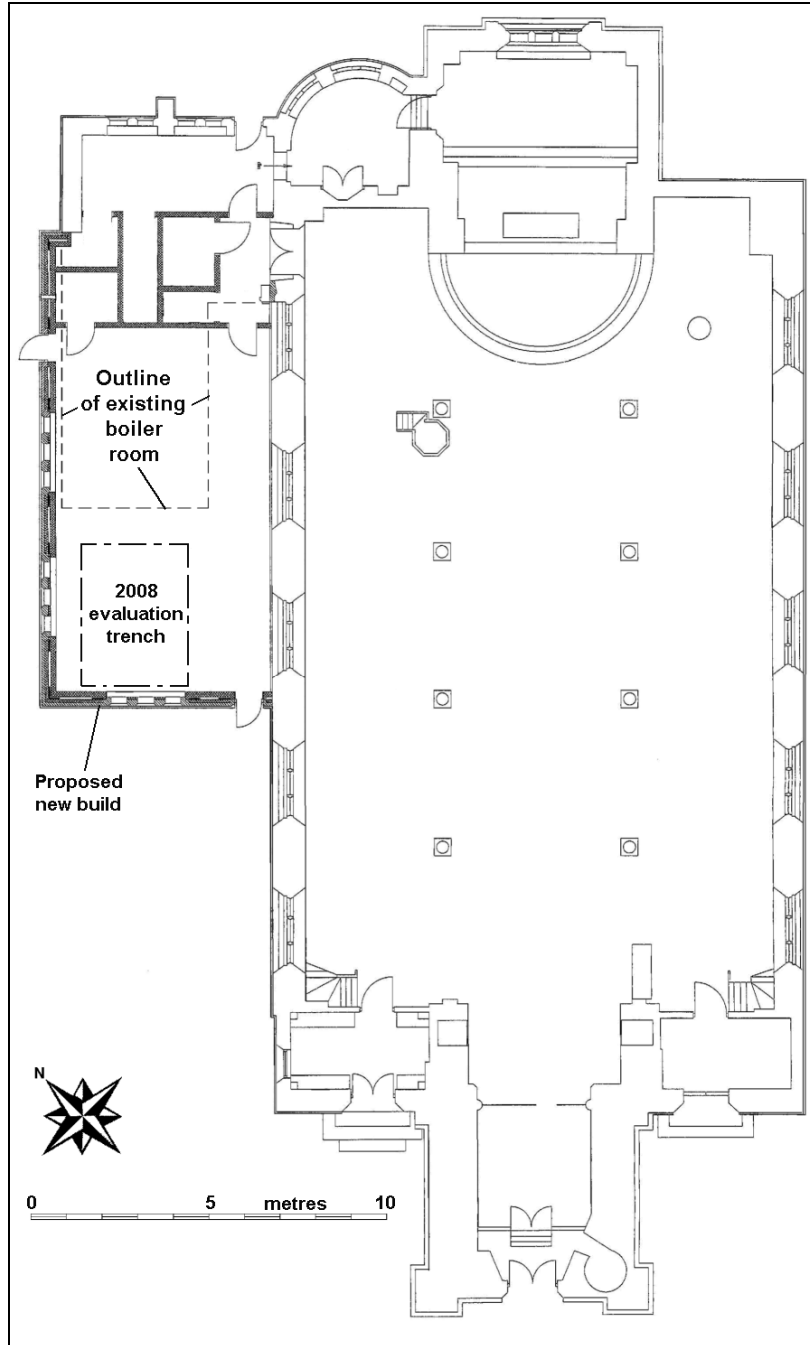 Outline
of existing
boiler
room
2008
evaluation
trench
Proposed
new build
N
0 5 metres 10